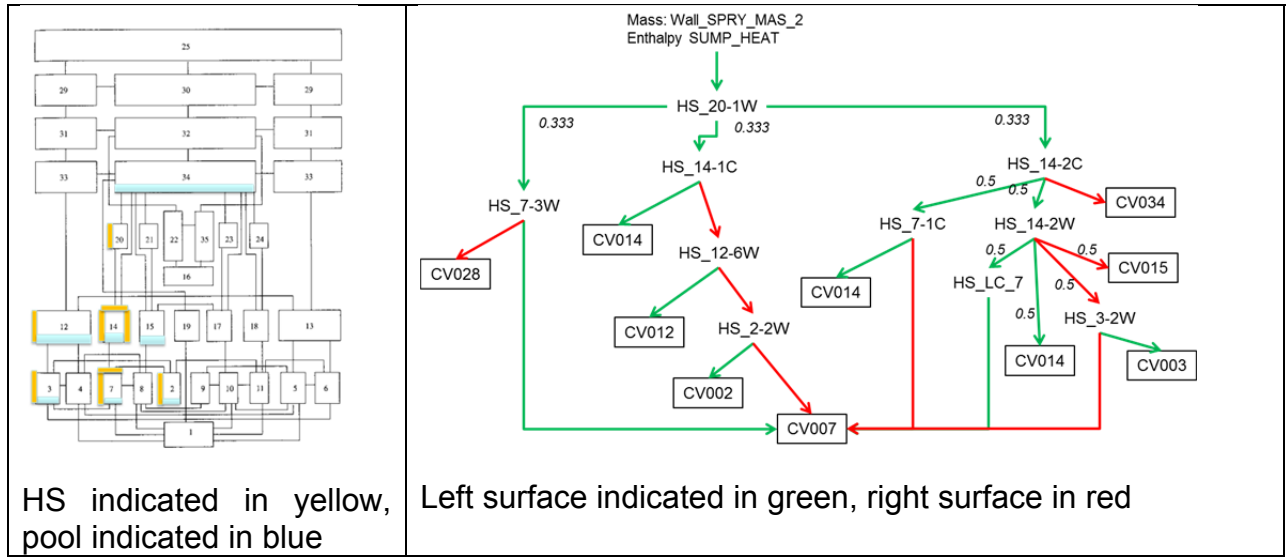 25
29
30
29
31
32
31
33
34
33
20
21
22
35
23
24
16
12
14
15
19
17
18
13
3
4
7
8
2
9
10
11
5
6
1
HS indicated in yellow,
pool indicated in blue
Mass: Wall_SPRY_MAS_2
Enthalpy SUMP_HEAT
HS_20-1W
0.333
0.333
0.333
HS_14-1C
HS_14-2C
0.5
0.5
HS_7-3W
CV034
CV014
HS_7-1C
HS_14-2W
HS_12-6W
0.5
0.5
CV028
CV015
HS_LC_7
0.5
CV014
CV012
HS_2-2W
0.5
HS_3-2W
CV014
CV003
CV002
CV007
Left surface indicated in green, right surface in red